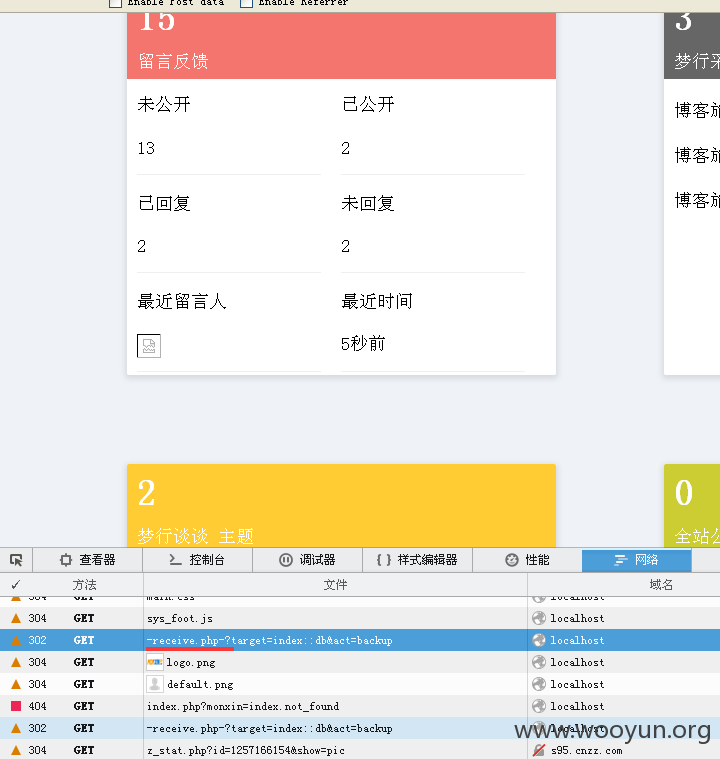 Enable Post data Enable Referrer
15
留言反馈
3
梦行采
未公开 已公开
13 2
已回复 未回复
2 2
最近留言人 最近时间
5秒前
博客旅
博客旅
博客旅
2
梦行谈谈 主题
0
全站公
查看器 控制台 调试器 样式编辑器 性能 网络
✓ 方法 文件 域名
304 GET main.css localhost
304 GET sys_foot.js localhost
302 GET -receive.php-?target=index::db&act=backup localhost
304 GET logo.png localhost
304 GET default.png localhost
404 GET index.php?monxin=index.not_found localhost
302 GET -receive.php-?target=index::db&act=backup localhost
304 GET z_stat.php?id=1257166154&show=pic s95.cnzz.com
www.wooyun.org